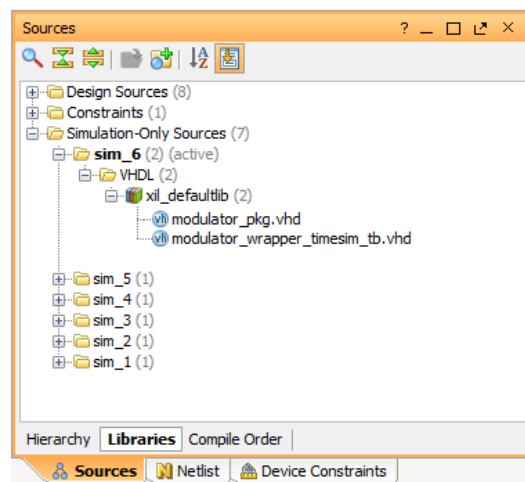 Sources ? _ □ ×
A Z
Design Sources (8)
Constraints (1)
Simulation-Only Sources (7)
sim_6 (2) (active)
VHDL (2)
xil_defaultlib (2)
vh modulator_pkg.vhd
vh modulator_wrapper_timesim_tb.vhd
sim_5 (1)
sim_4 (1)
sim_3 (1)
sim_2 (1)
sim_1 (1)
Hierarchy Libraries Compile Order
Sources Netlist Device Constraints